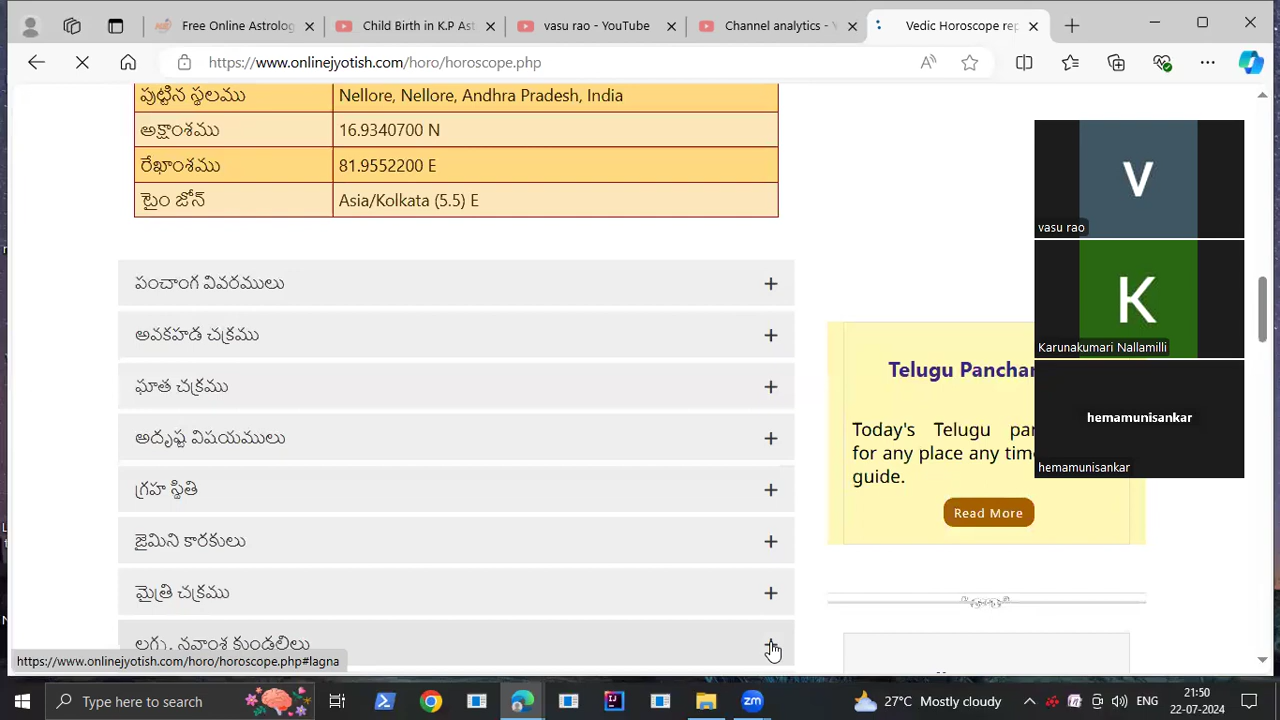 Free Online Astrolog
Child Birth in K.P Ast
vasu rao - YouTube
Channel analytics - Y
Vedic Horoscope rep
https://www.onlinejyotish.com/horo/horoscope.php
పుట్టిన స్థలము Nellore, Nellore, Andhra Pradesh, India
అక్షాంశము 16.9340700 N
రేఖాంశము 81.9552200 E
టైం జోన్ Asia/Kolkata (5.5) E
పంచాంగ వివరములు
అవకహడ చక్రము
ఘాత చక్రము
అదృష్ట విషయములు
గ్రహ స్థితి
జైమిని కారకులు
మైత్రి చక్రము
లగ్న, నవాంశ కుండలిలు
https://www.onlinejyotish.com/horo/horoscope.php#lagna
Telugu Panchan
Today's Telugu pan
for any place any time
guide.
Read More
V
vasu rao
K
Karunakumari Nallamilli
hemamunisankar
hemamunisankar
Type here to search
zm
27°C Mostly cloudy
ENG
21:50
22-07-2024